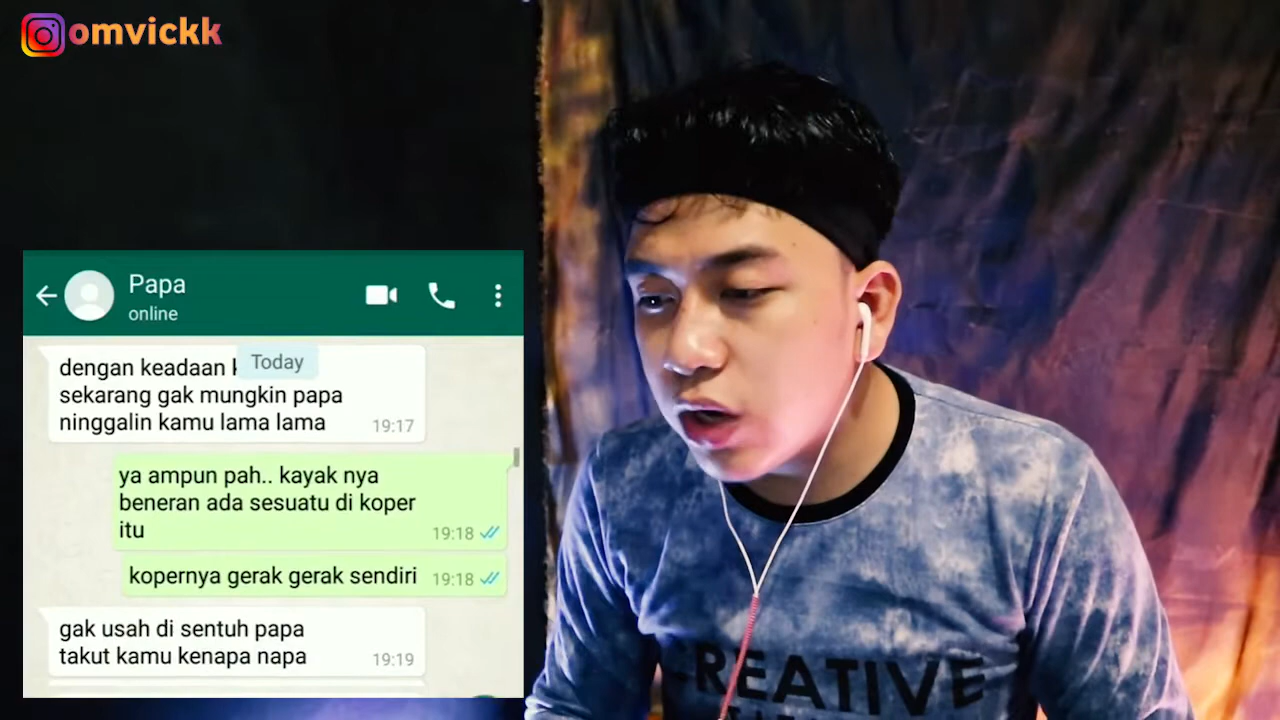 omvickk
Papa
online
Today
dengan keadaan
sekarang gak mungkin papa
ninggalin kamu lama lama
19:17
ya ampun pah.. kayak nya
beneran ada sesuatu di koper
itu
19:18
kopernya gerak gerak sendiri
19:18
gak usah di sentuh papa
takut kamu kenapa napa
19:19
CREATIVE